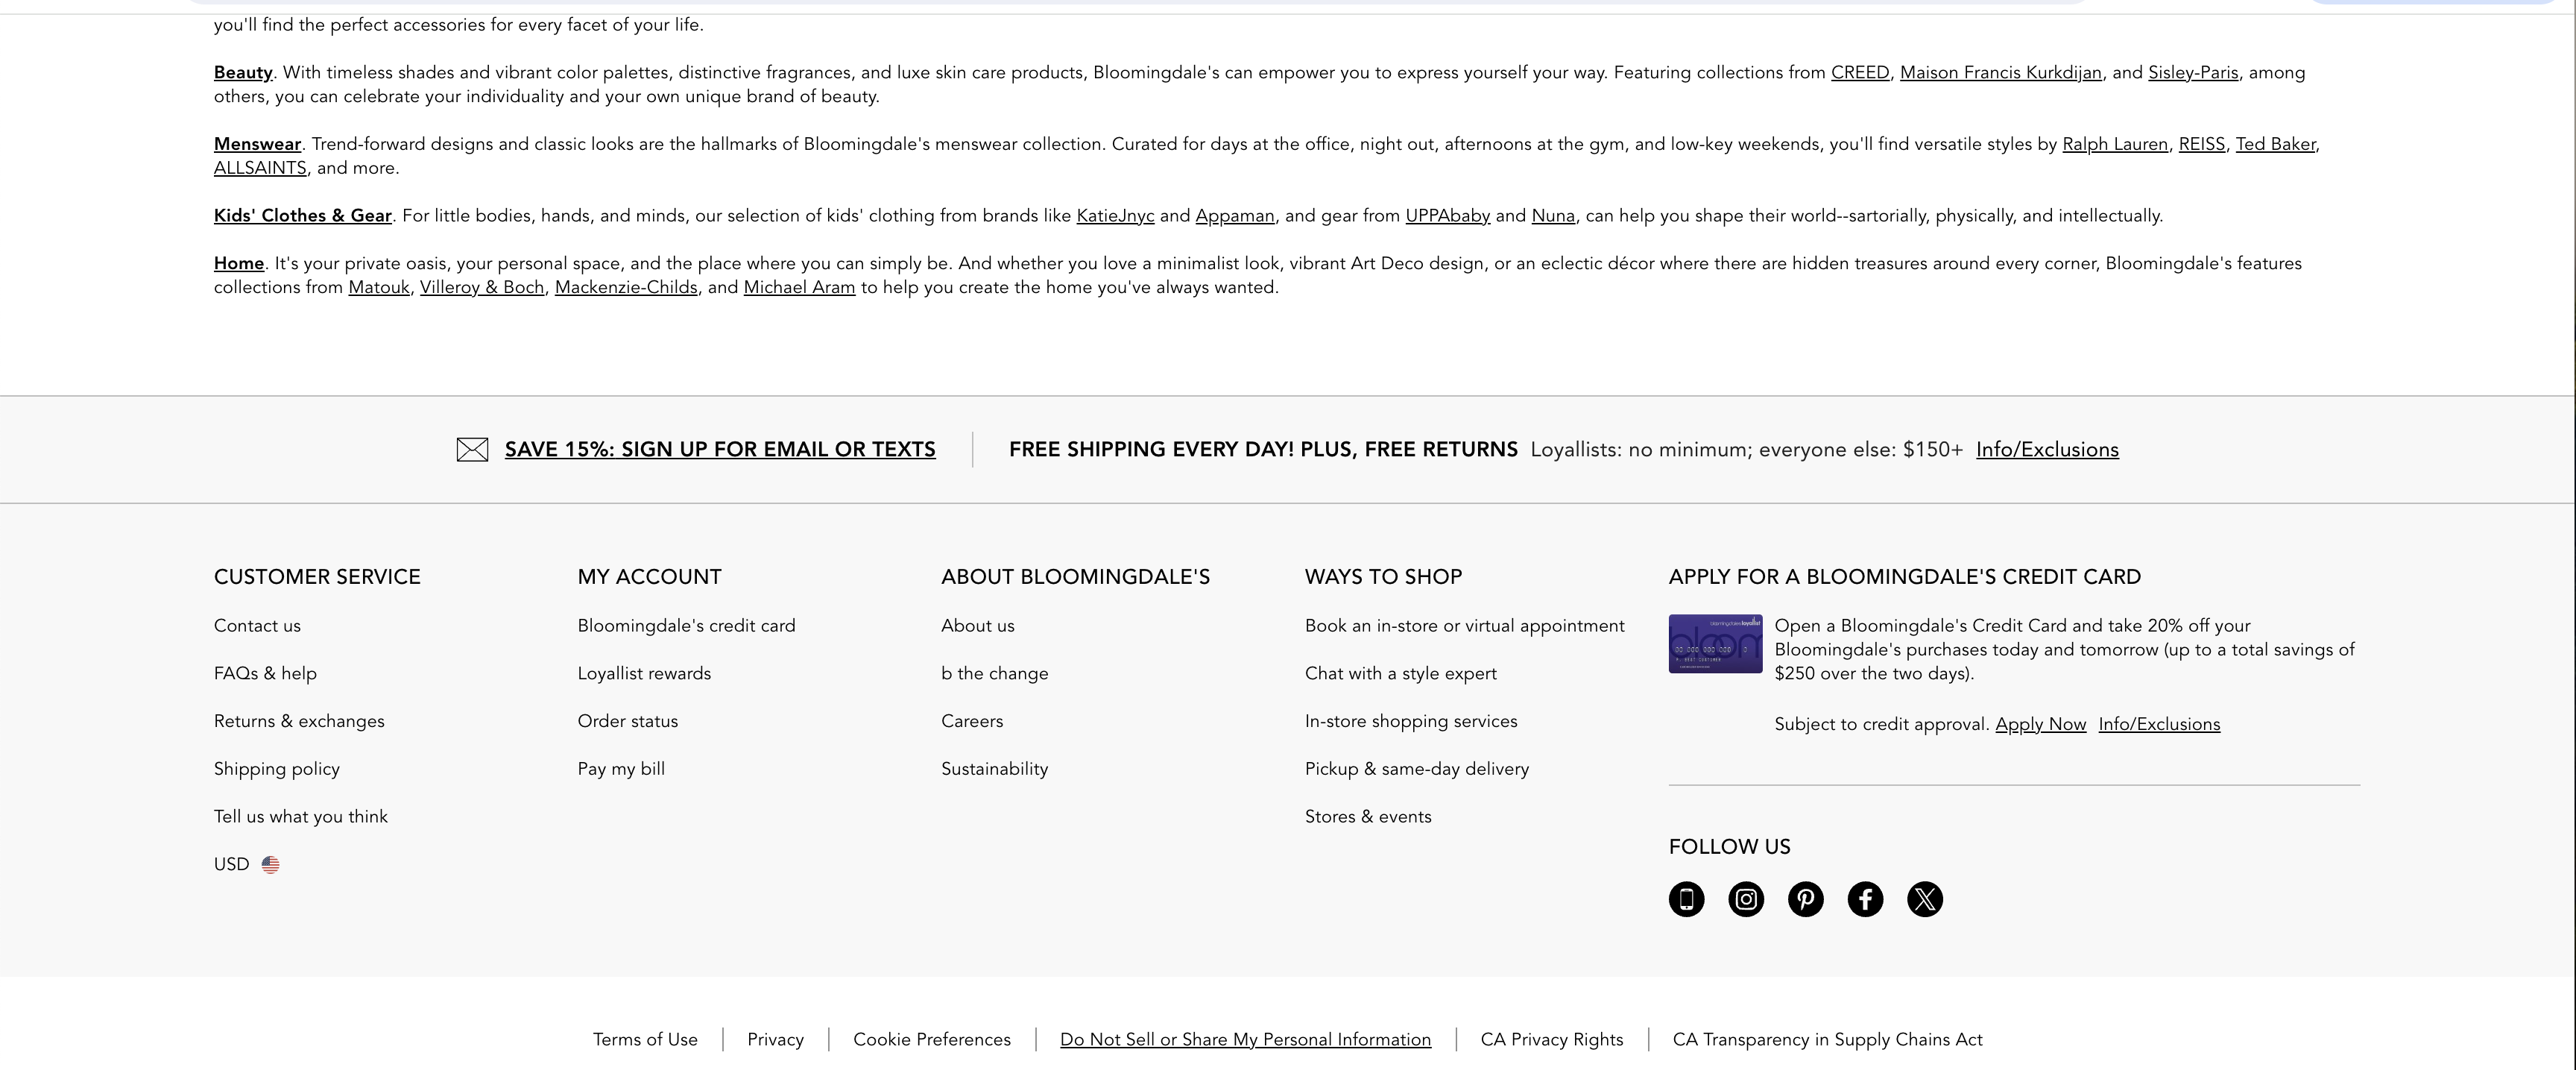 you'll find the perfect accessories for every facet of your life.
Beauty. With timeless shades and vibrant color palettes, distinctive fragrances, and luxe skin care products, Bloomingdale's can empower you to express yourself your way. Featuring collections from CREED, Maison Francis Kurkdijan, and Sisley-Paris, among
others, you can celebrate your individuality and your own unique brand of beauty.
Menswear. Trend-forward designs and classic looks are the hallmarks of Bloomingdale's menswear collection. Curated for days at the office, night out, afternoons at the gym, and low-key weekends, you'll find versatile styles by Ralph Lauren, REISS, Ted Baker,
ALLSAINTS, and more.
Kids' Clothes & Gear. For little bodies, hands, and minds, our selection of kids' clothing from brands like KatieJnyc and Appaman, and gear from UPPAbaby and Nuna, can help you shape their world--sartorially, physically, and intellectually.
Home. It's your private oasis, your personal space, and the place where you can simply be. And whether you love a minimalist look, vibrant Art Deco design, or an eclectic décor where there are hidden treasures around every corner, Bloomingdale's features
collections from Matouk, Villeroy & Boch, Mackenzie-Childs, and Michael Aram to help you create the home you've always wanted.
SAVE 15%: SIGN UP FOR EMAIL OR TEXTS
FREE SHIPPING EVERY DAY! PLUS, FREE RETURNS Loyallists: no minimum; everyone else: $150+ Info/Exclusions
CUSTOMER SERVICE
Contact us
FAQs & help
Returns & exchanges
Shipping policy
Tell us what you think
USD
MY ACCOUNT
Bloomingdale's credit card
Loyallist rewards
Order status
Pay my bill
ABOUT BLOOMINGDALE'S
About us
b the change
Careers
Sustainability
WAYS TO SHOP
Book an in-store or virtual appointment
Chat with a style expert
In-store shopping services
Pickup & same-day delivery
Stores & events
APPLY FOR A BLOOMINGDALE'S CREDIT CARD
bloom
Open a Bloomingdale's Credit Card and take 20% off your
Bloomingdale's purchases today and tomorrow (up to a total savings of
$250 over the two days).
Subject to credit approval. Apply Now Info/Exclusions
FOLLOW US
Terms of Use
Privacy
Cookie Preferences
Do Not Sell or Share My Personal Information
CA Privacy Rights
CA Transparency in Supply Chains Act